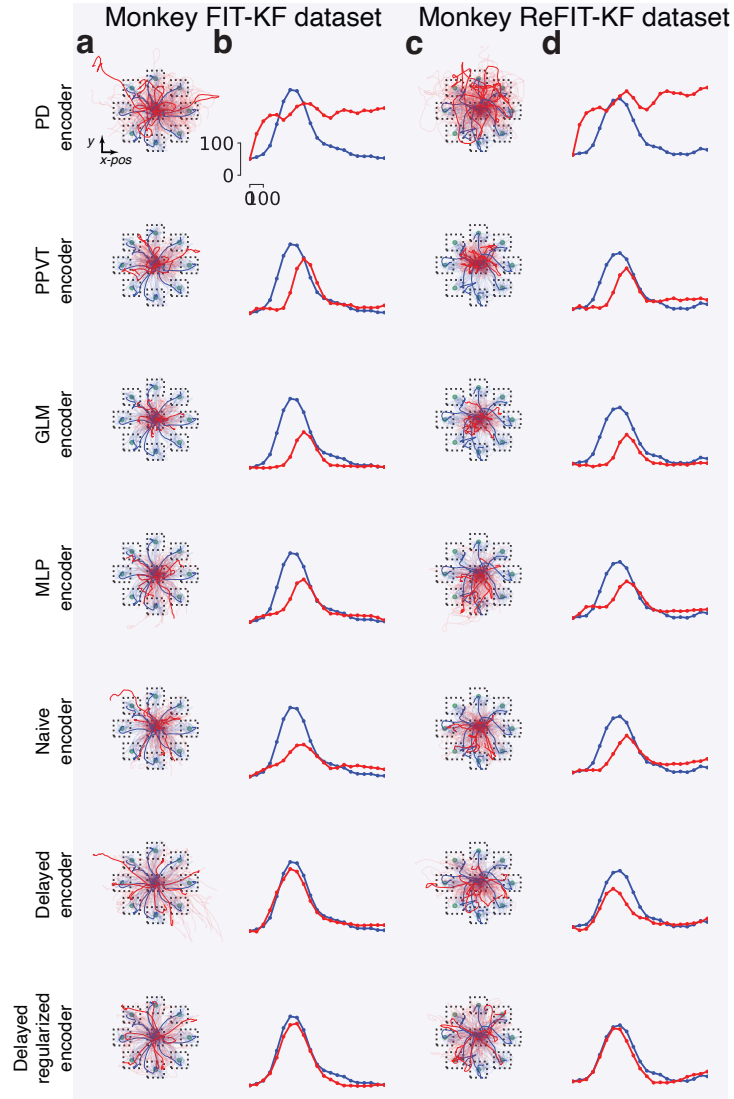 Monkey FIT-KF dataset
Monkey ReFIT-KF dataset
a
b
c
d
PD
encoder
y
x-pos
100
0
0
100
PPVT
encoder
GLM
encoder
MLP
encoder
Naive
encoder
Delayed
encoder
Delayed
regularized
encoder